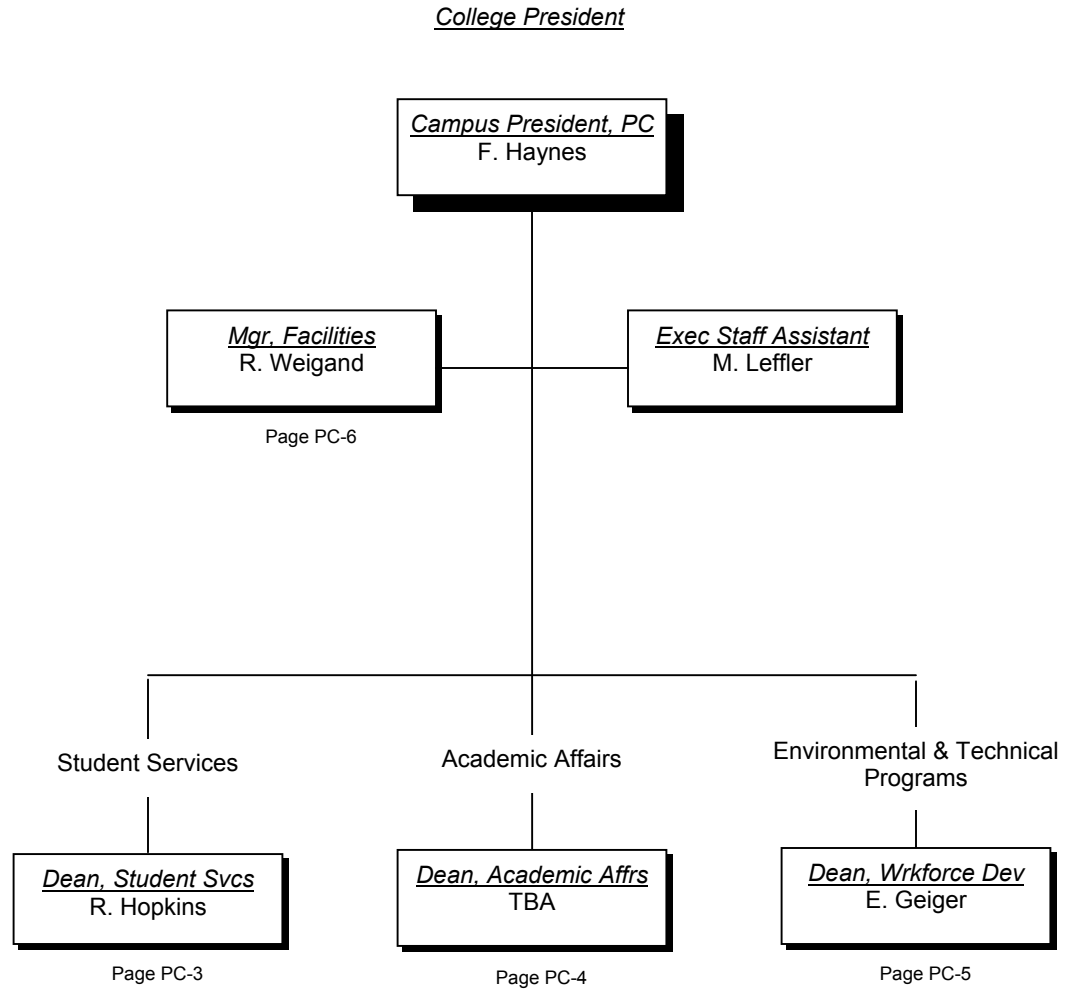 College President
Campus President, PC
F. Haynes
Mgr, Facilities
R. Weigand
Page PC-6
Exec Staff Assistant
M. Leffler
Student Services
Dean, Student Svcs
R. Hopkins
Page PC-3
Academic Affairs
Dean, Academic Affrs
TBA
Page PC-4
Environmental & Technical
Programs
Dean, Wrkforce Dev
E. Geiger
Page PC-5